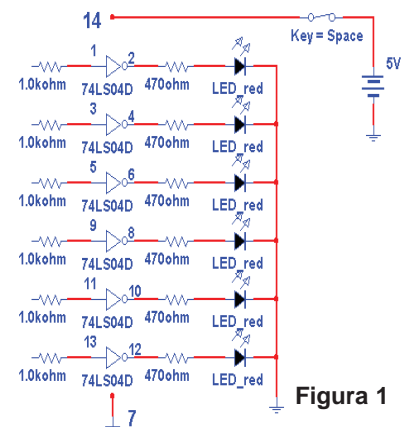 14
Key = Space
5V
1 2
1.0kohm 74LS04D 470ohm LED_red
3 4
1.0kohm 74LS04D 470ohm LED_red
5 6
1.0kohm 74LS04D 470ohm LED_red
9 8
1.0kohm 74LS04D 470ohm LED_red
11 10
1.0kohm 74LS04D 470ohm LED_red
13 12
1.0kohm 74LS04D 470ohm LED_red
Figura 1
7